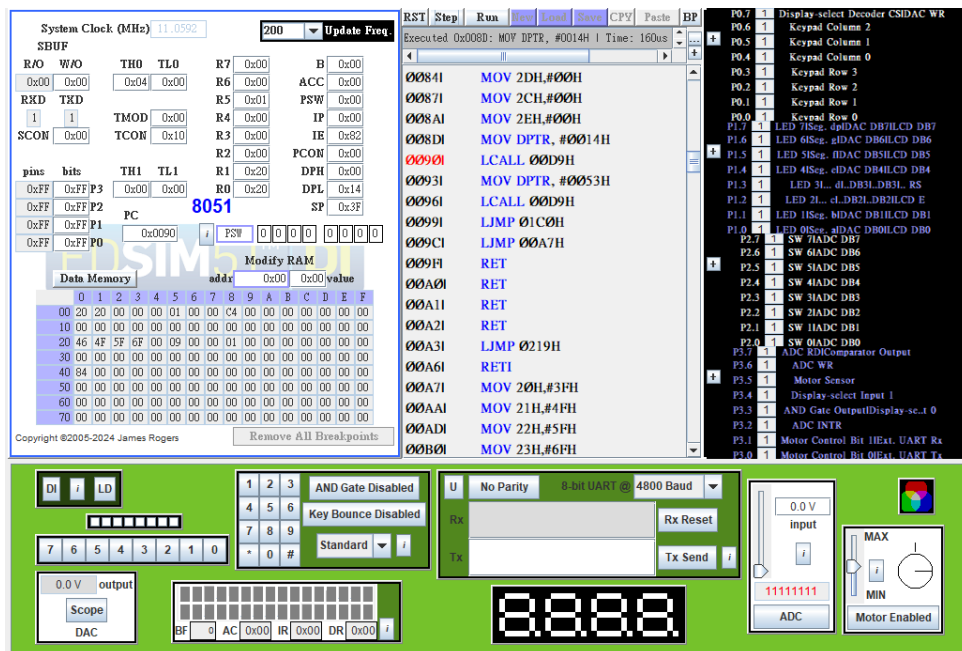 System Clock (MHz) 11.0592 200 Update Freq.
SBUF
R/O W/O TH0 TL0 R7 0x00 B 0x00
0x00 0x00 0x04 0x00 R6 0x00 ACC 0x00
RXD TXD R5 0x01 PSW 0x00
1 1 TMOD 0x00 R4 0x00 IP 0x00
SCON 0x00 TCON 0x10 R3 0x00 IE 0x82
R2 0x00 PCON 0x00
pins bits TH1 TL1 R1 0x20 DPH 0x00
0xFF 0xFF P3 0x00 0x00 R0 0x20 DPL 0x14
0xFF 0xFF P2 8051 SP 0x3F
0xFF 0xFF P1 PC
0xFF 0xFF P0 0x0090 i PSW 0 0 0 0 0 0 0 0
Modify RAM
Data Memory addr 0x00 0x00 value
0 1 2 3 4 5 6 7 8 9 A B C D E F
00 20 20 00 00 00 01 00 00 C4 00 00 00 00 00 00 00
10 00 00 00 00 00 00 00 00 00 00 00 00 00 00 00 00
20 46 4F 5F 6F 00 09 00 00 01 00 00 00 00 00 00 00
30 00 00 00 00 00 00 00 00 00 00 00 00 00 00 00 00
40 84 00 00 00 00 00 00 00 00 00 00 00 00 00 00 00
50 00 00 00 00 00 00 00 00 00 00 00 00 00 00 00 00
60 00 00 00 00 00 00 00 00 00 00 00 00 00 00 00 00
70 00 00 00 00 00 00 00 00 00 00 00 00 00 00 00 00
Copyright ©2005-2024 James Rogers Remove All Breakpoints
RST Step Run New Load Save CPY Paste BP
Executed 0x008D: MOV DPTR, #0014H | Time: 160us
0084| MOV 2DH,#00H
0087| MOV 2CH,#00H
008A| MOV 2EH,#00H
008D| MOV DPTR, #0014H
0090| LCALL 00D9H
0093| MOV DPTR, #0053H
0096| LCALL 00D9H
0099| LJMP 01C0H
009C| LJMP 00A7H
009F| RET
00A0| RET
00A1| RET
00A2| RET
00A3| LJMP 0219H
00A6| RETI
00A7| MOV 20H,#3FH
00AA| MOV 21H,#4FH
00AD| MOV 22H,#5FH
00B0| MOV 23H,#6FH
P0.7 1 Display-select Decoder CS|DAC WR
P0.6 1 Keypad Column 2
P0.5 1 Keypad Column 1
P0.4 1 Keypad Column 0
P0.3 1 Keypad Row 3
P0.2 1 Keypad Row 2
P0.1 1 Keypad Row 1
P0.0 1 Keypad Row 0
P1.7 1 LED 7|Seg. dp|DAC DB7|LCD DB7
P1.6 1 LED 6|Seg. g|DAC DB6|LCD DB6
P1.5 1 LED 5|Seg. f|DAC DB5|LCD DB5
P1.4 1 LED 4|Seg. e|DAC DB4|LCD DB4
P1.3 1 LED 3|... d|..DB3|..DB3|.. RS
P1.2 1 LED 2|... c|..DB2|..DB2|LCD E
P1.1 1 LED 1|Seg. b|DAC DB1|LCD DB1
P1.0 1 LED 0|Seg. a|DAC DB0|LCD DB0
P2.7 1 SW 7|ADC DB7
P2.6 1 SW 6|ADC DB6
P2.5 1 SW 5|ADC DB5
P2.4 1 SW 4|ADC DB4
P2.3 1 SW 3|ADC DB3
P2.2 1 SW 2|ADC DB2
P2.1 1 SW 1|ADC DB1
P2.0 1 SW 0|ADC DB0
P3.7 1 ADC RD|Comparator Output
P3.6 1 ADC WR
P3.5 1 Motor Sensor
P3.4 1 Display-select Input 1
P3.3 1 AND Gate Output|Display-se..t 0
P3.2 1 ADC INTR
P3.1 1 Motor Control Bit 1|Ext. UART Rx
P3.0 1 Motor Control Bit 0|Ext. UART Tx
DI i LD
7 6 5 4 3 2 1 0
0.0 V output
Scope
DAC
1 2 3 AND Gate Disabled
4 5 6 Key Bounce Disabled
7 8 9
* 0 # Standard i
BF 0 AC 0x00 IR 0x00 DR 0x00 i
U No Parity 8-bit UART @ 4800 Baud
Rx Rx Reset
Tx Tx Send i
8.8.8.8.
0.0 V
input
i
11111111
ADC
MAX
i
MIN
Motor Enabled